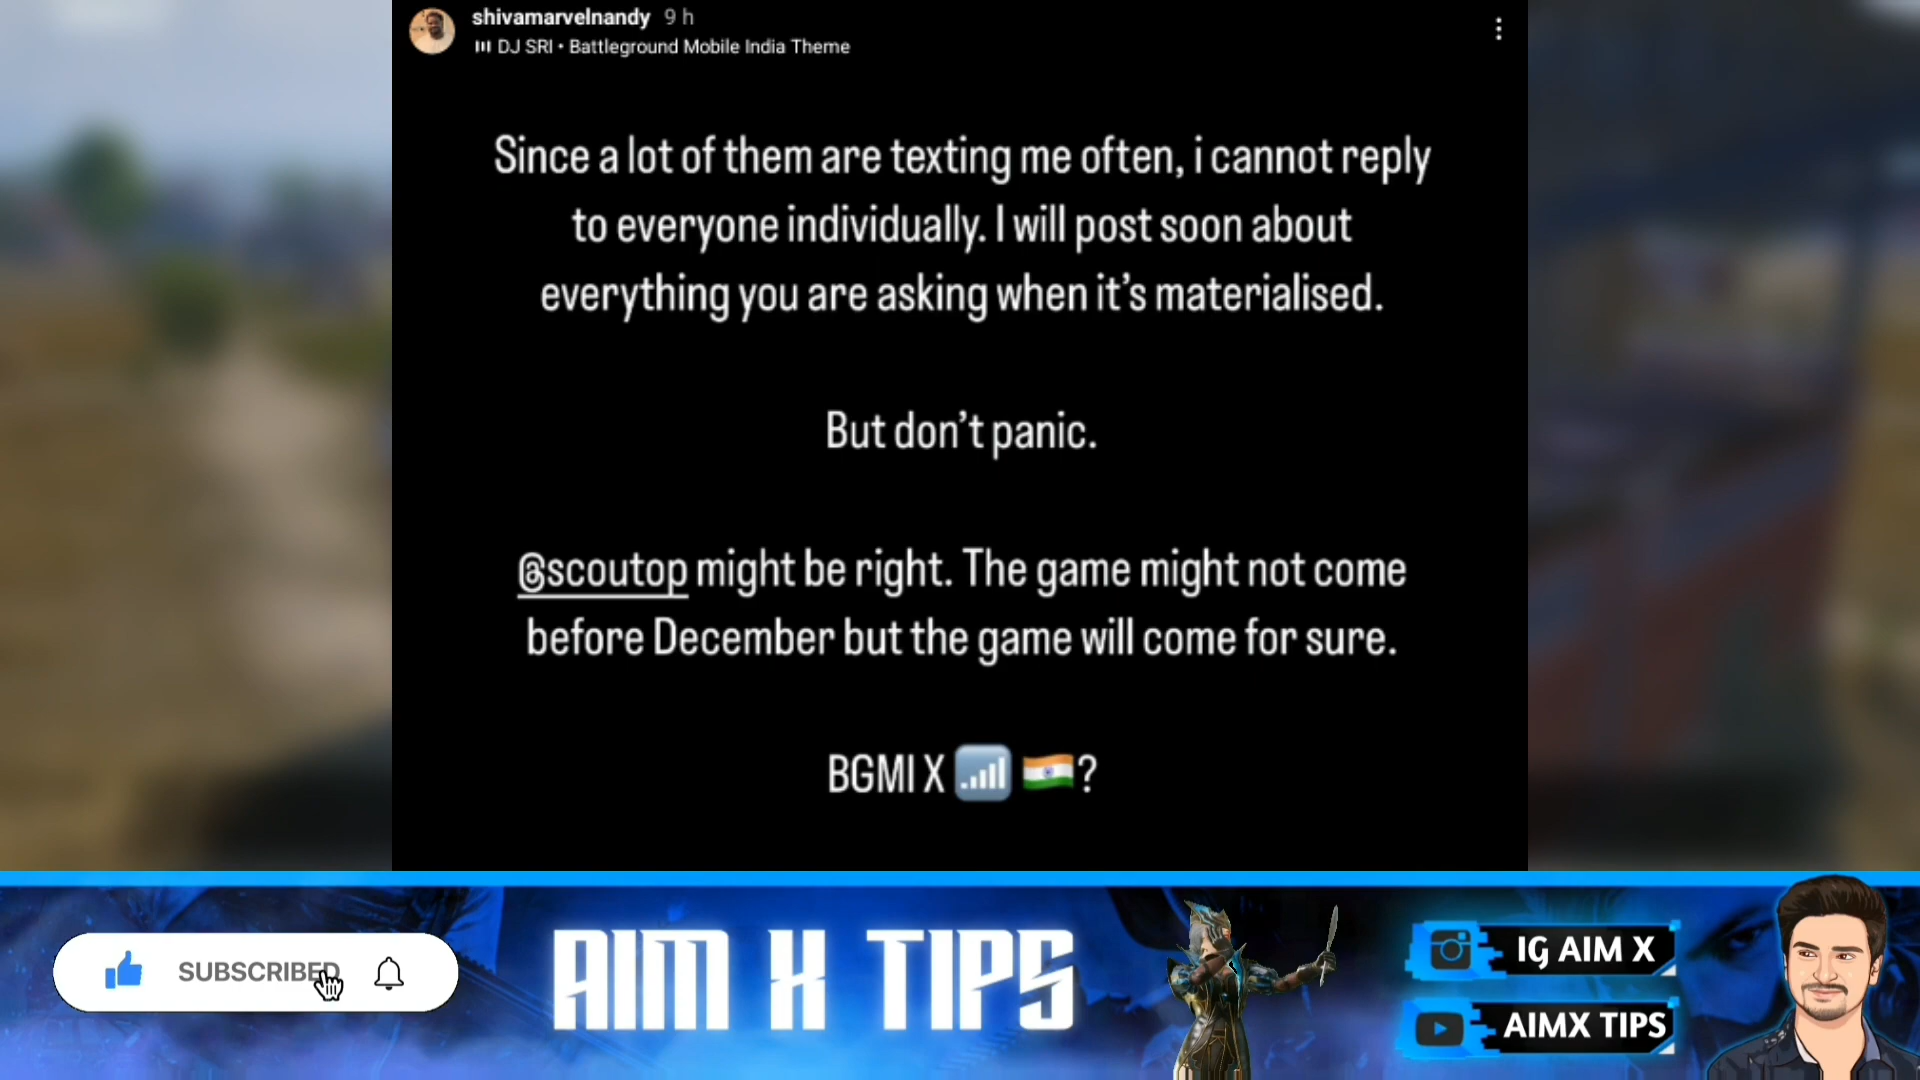 shivamarvelnandy 9 h
DJ SRI • Battleground Mobile India Theme
Since a lot of them are texting me often, i cannot reply
to everyone individually. I will post soon about
everything you are asking when it's materialised.
But don't panic.
@scoutop might be right. The game might not come
before December but the game will come for sure.
BGMI X 📶 🇮🇳?
SUBSCRIBED
AIM X TIPS
IG AIM X
AIMX TIPS